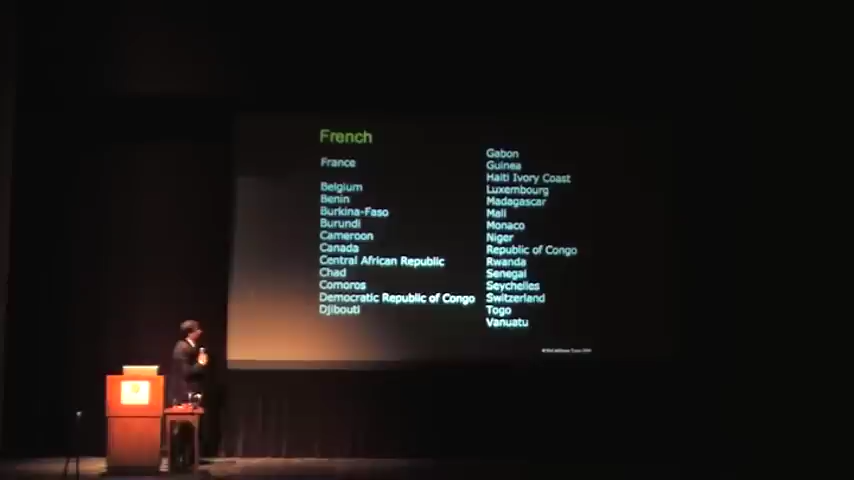 French
France
Belgium
Benin
Burkina-Faso
Burundi
Cameroon
Canada
Central African Republic
Chad
Comoros
Democratic Republic of Congo
Djibouti
Gabon
Guinea
Haiti Ivory Coast
Luxembourg
Madagascar
Mali
Monaco
Niger
Republic of Congo
Rwanda
Senegal
Seychelles
Switzerland
Togo
Vanuatu